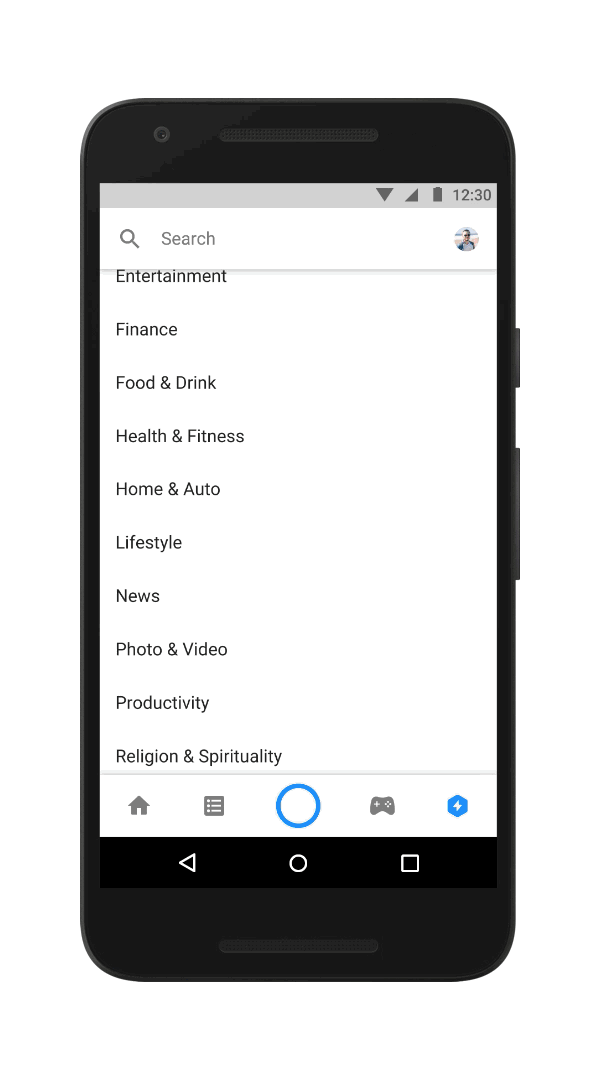 12:30
Search
Entertainment
Finance
Food & Drink
Health & Fitness
Home & Auto
Lifestyle
News
Photo & Video
Productivity
Religion & Spirituality